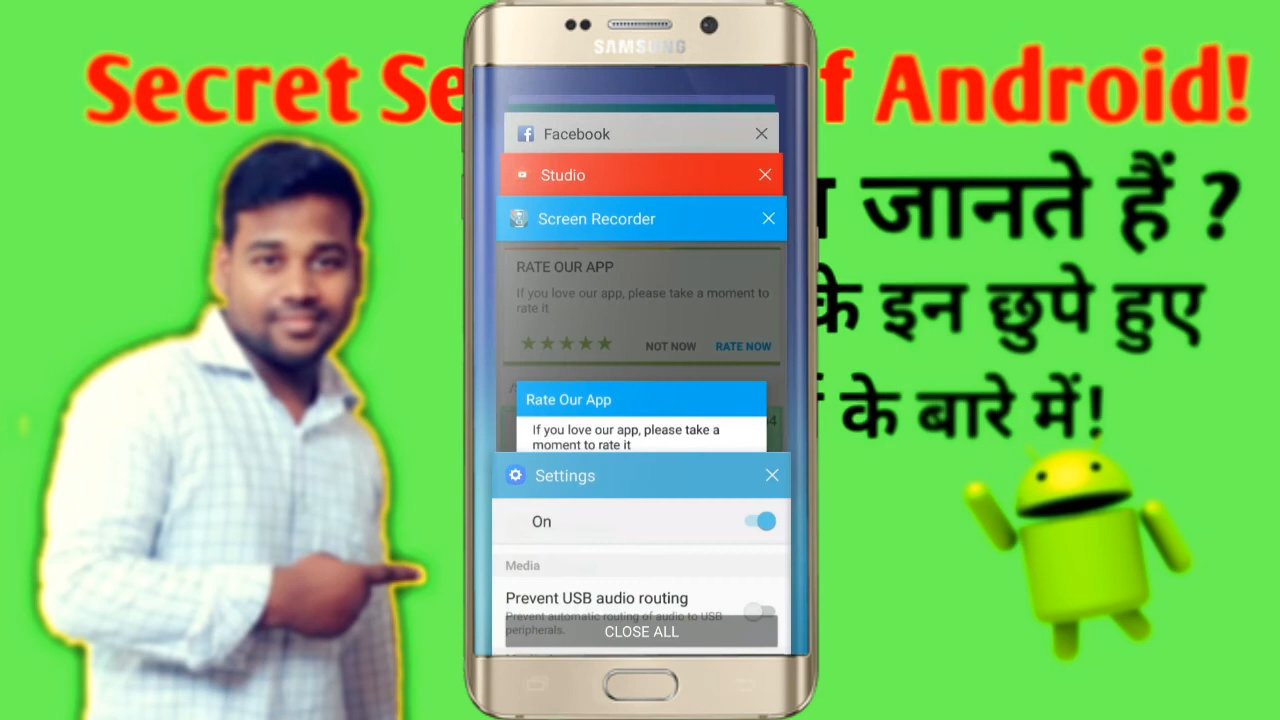 Secret Se
f Android!
SAMSUNG
Facebook
Studio
Screen Recorder
RATE OUR APP
If you love our app, please take a moment to
rate it
NOT NOW RATE NOW
Rate Our App
If you love our app, please take a
moment to rate it
Settings
On
Media
Prevent USB audio routing
Prevent automatic routing of audio to USB
peripherals.
CLOSE ALL
जानते हैं ?
के इन छुपे हुए
के बारे में!